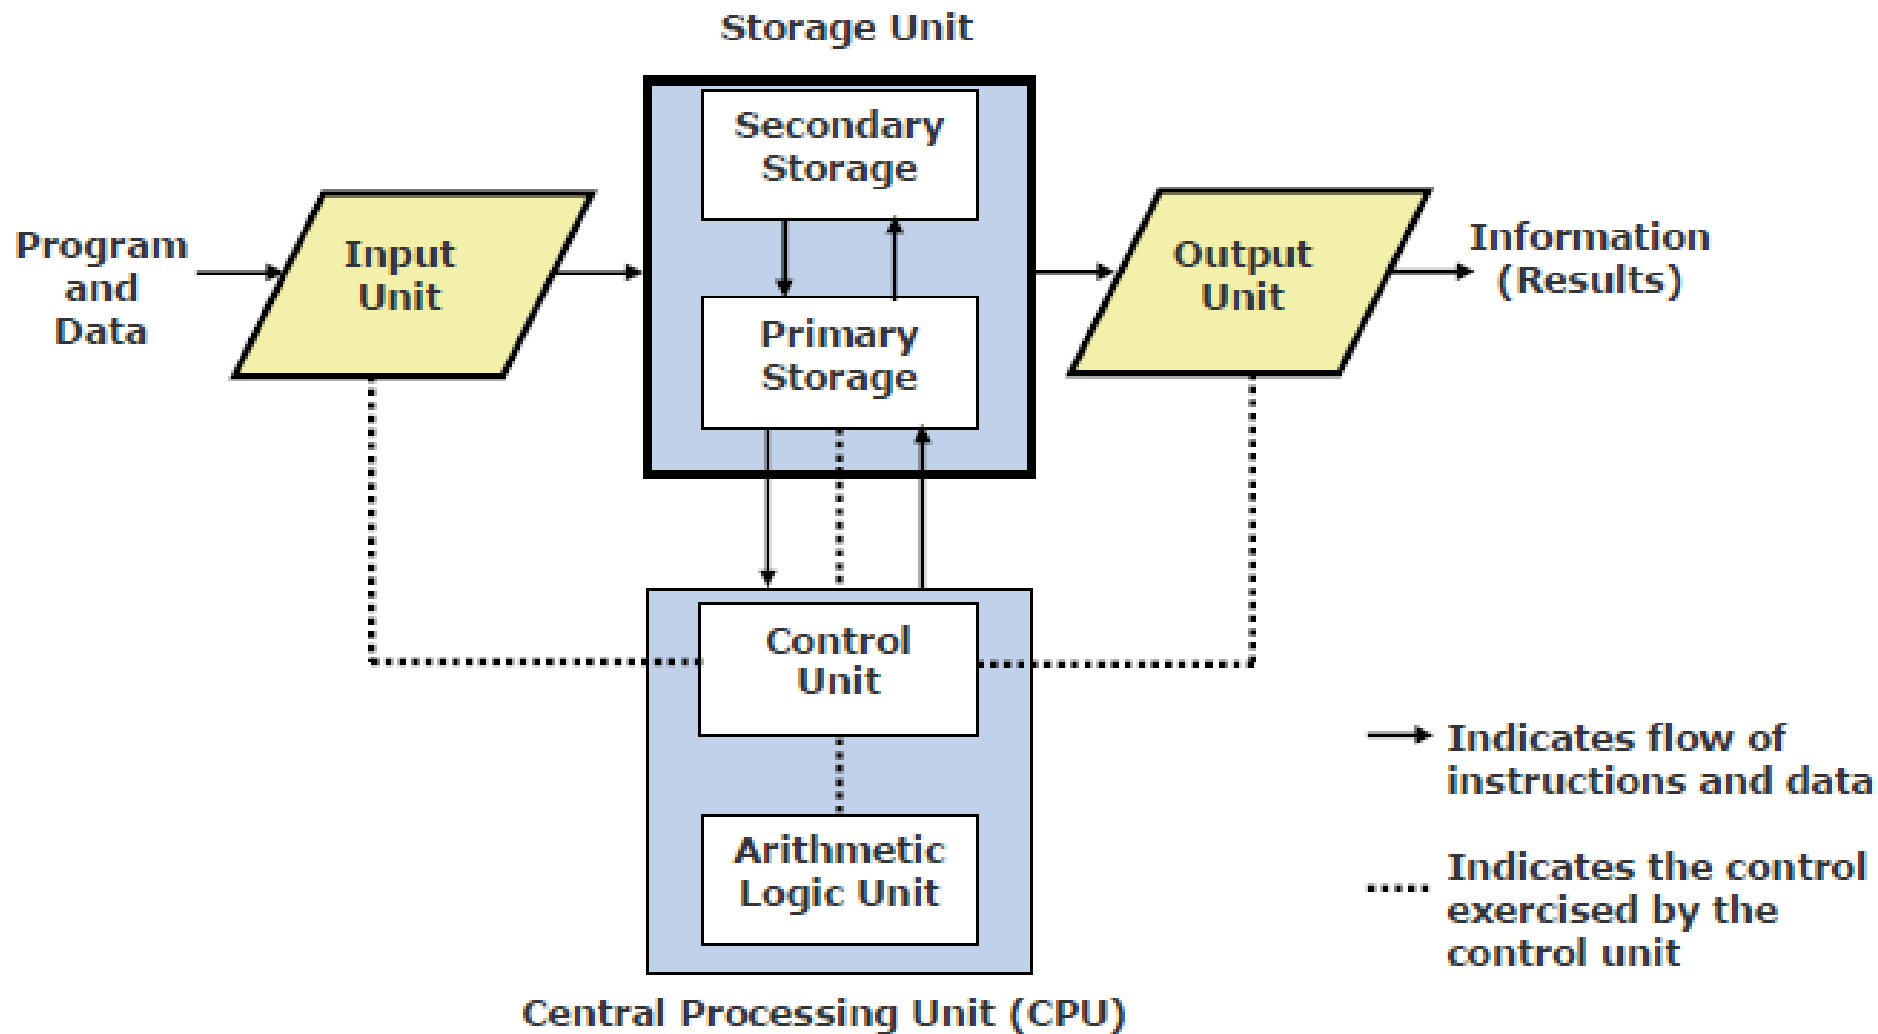 Storage Unit
Secondary
Storage
Program
and
Data
Input
Unit
Primary
Storage
Output
Unit
Information
(Results)
Control
Unit
Arithmetic
Logic Unit
Central Processing Unit (CPU)
Indicates flow of
instructions and data
Indicates the control
exercised by the
control unit